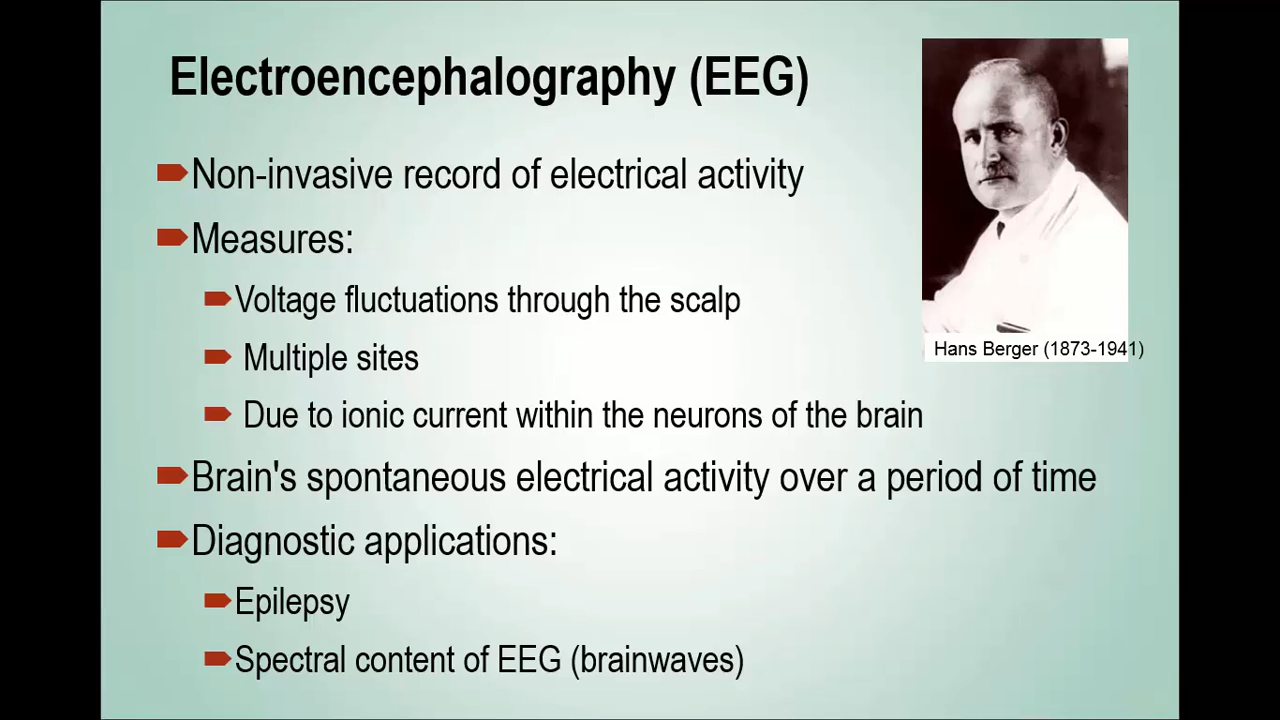 Electroencephalography (EEG)
Non-invasive record of electrical activity
Measures:
Voltage fluctuations through the scalp
Multiple sites
Due to ionic current within the neurons of the brain
Brain's spontaneous electrical activity over a period of time
Diagnostic applications:
Epilepsy
Spectral content of EEG (brainwaves)
Hans Berger (1873-1941)